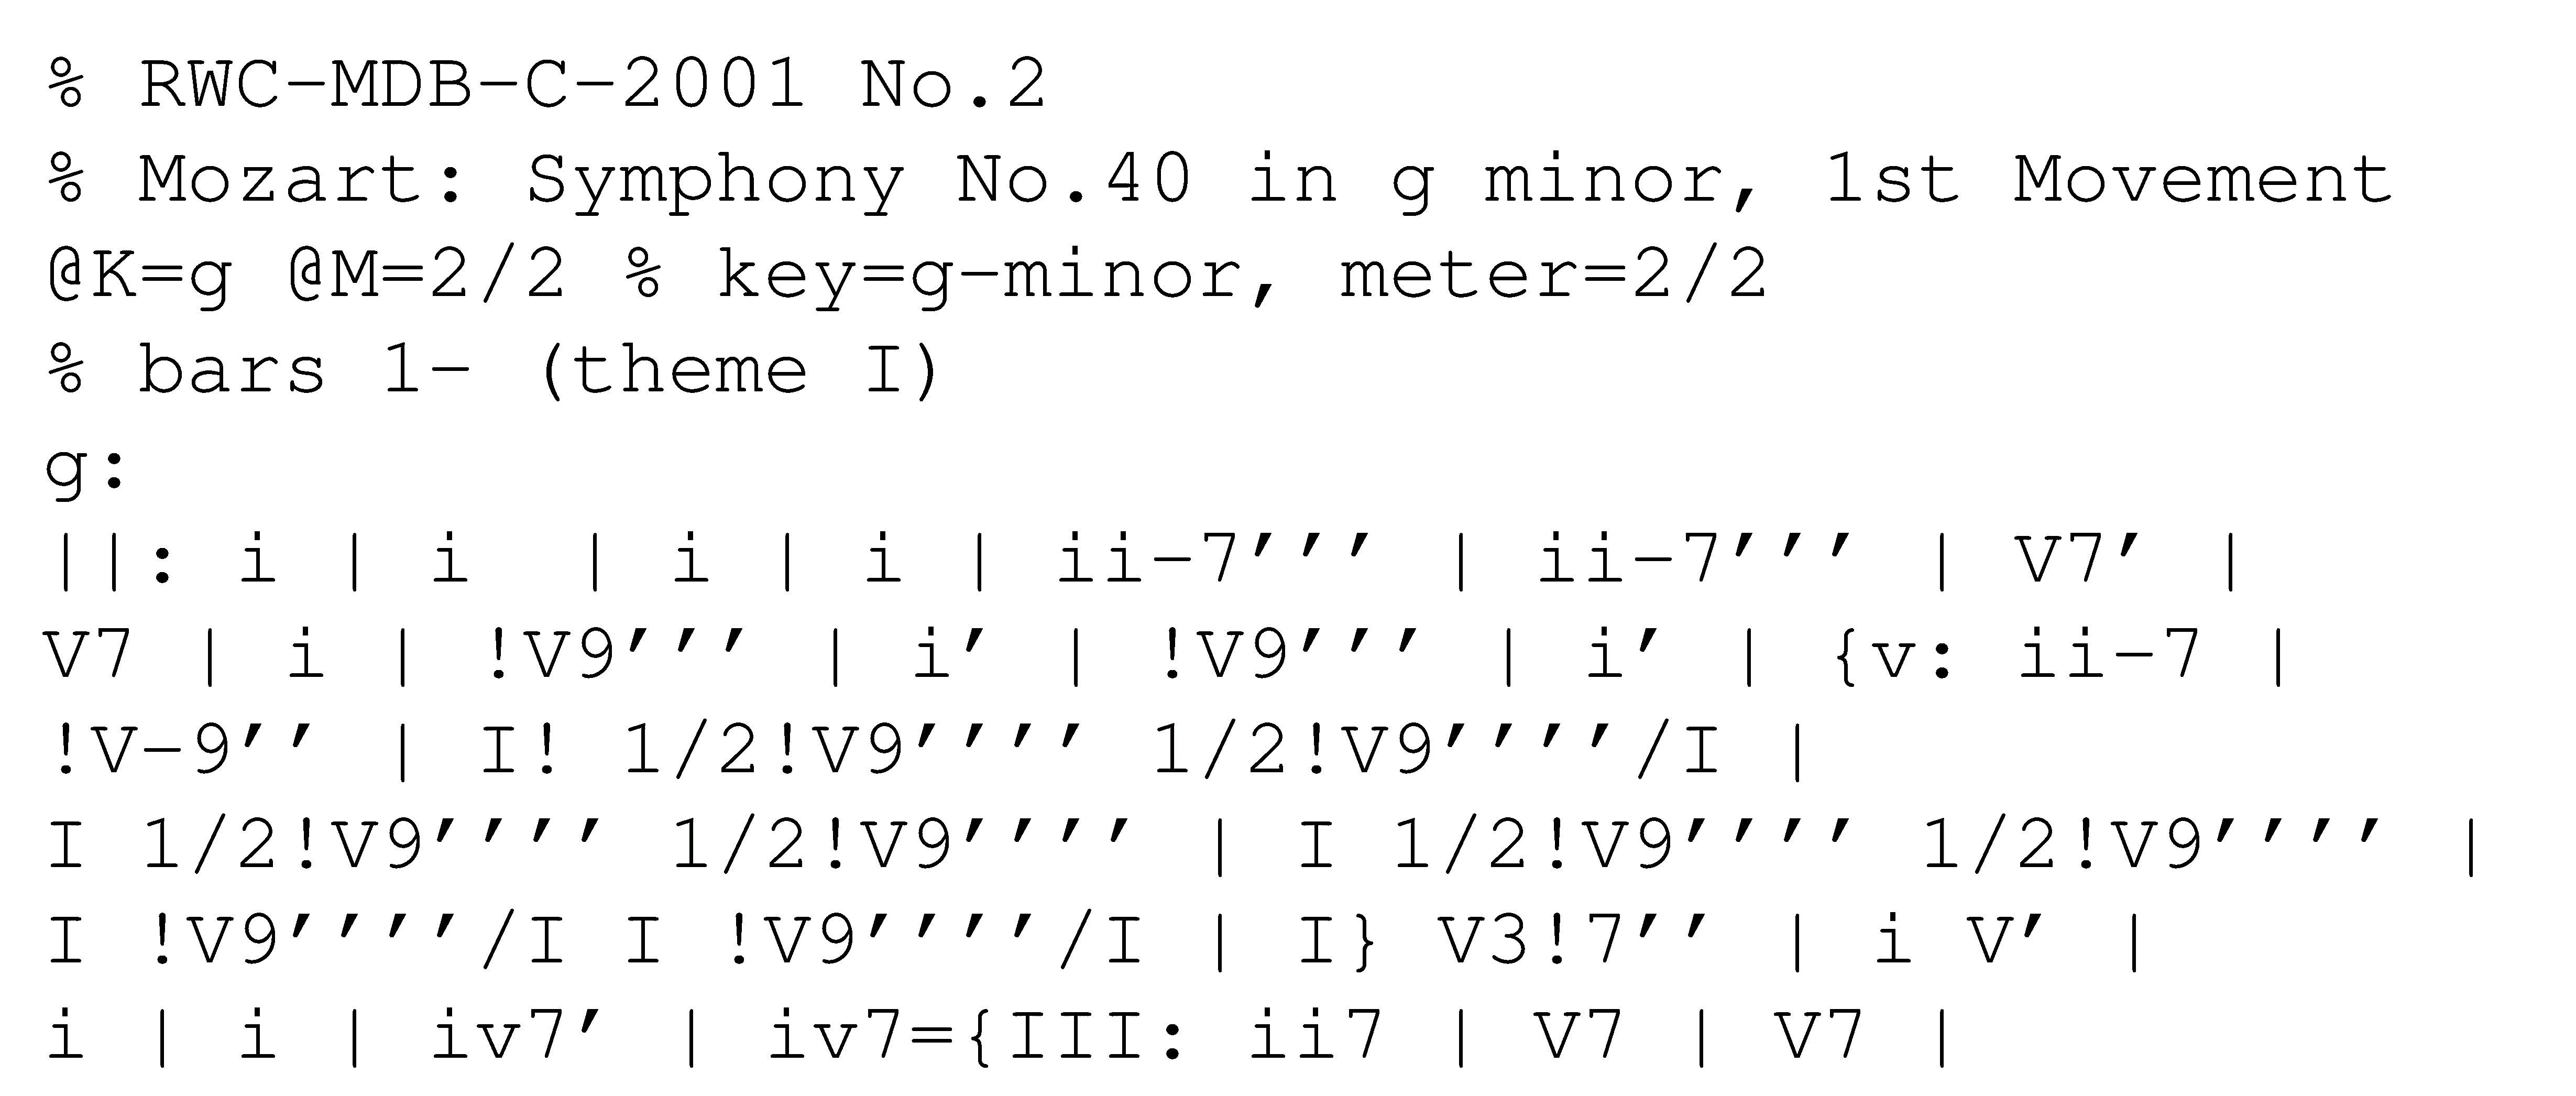 % RWC-MDB-C-2001 No.2
% Mozart: Symphony No.40 in g minor, 1st Movement
@K=g @M=2/2 % key=g-minor, meter=2/2
% bars 1- (theme I)
g:
||: i | i  | i | i | ii-7''' | ii-7''' | V7' |
V7 | i | !V9''' | i' | !V9''' | i' | {v: ii-7 |
!V-9'' | I! 1/2!V9'''' 1/2!V9''''/I |
I 1/2!V9'''' 1/2!V9'''' | I 1/2!V9'''' 1/2!V9'''' |
I !V9''''/I I !V9''''/I | I} V3!7'' | i V' |
i | i | iv7' | iv7={III: ii7 | V7 | V7 |